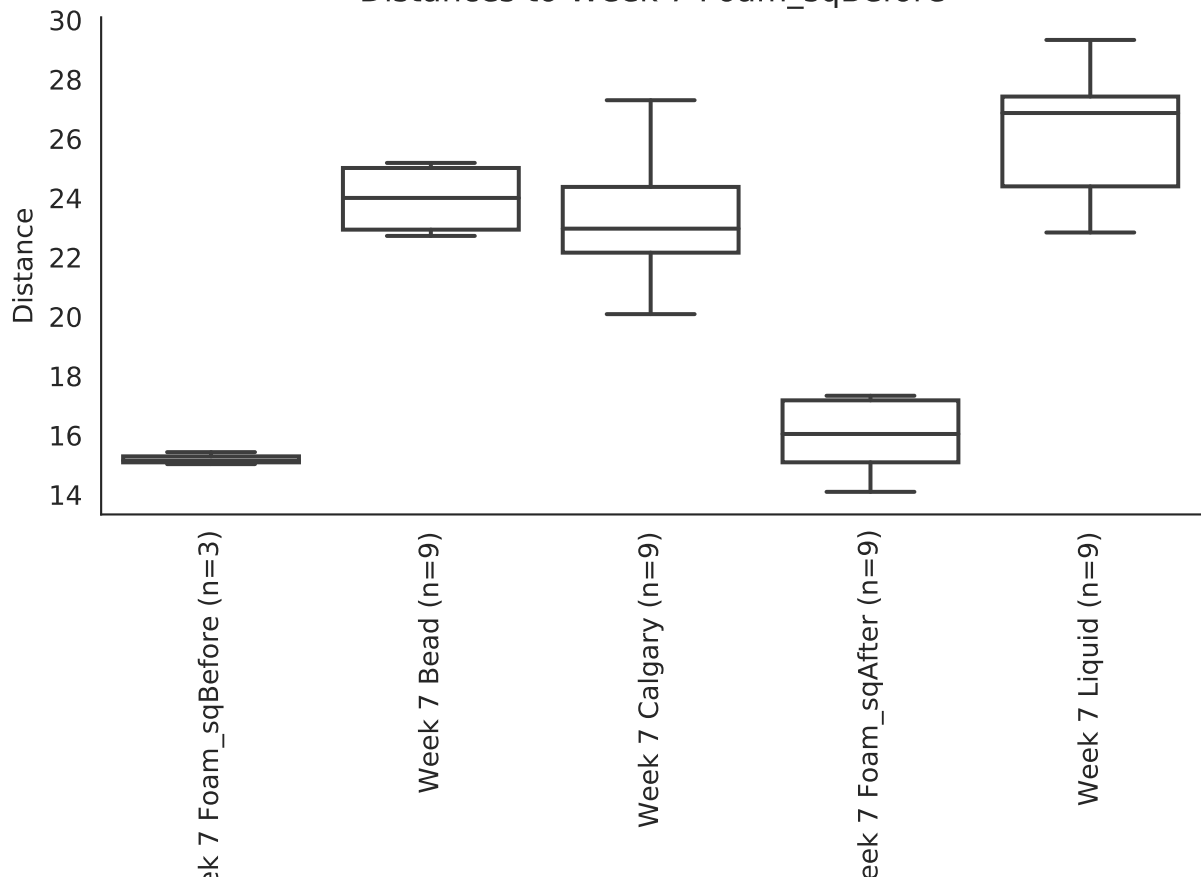 Distances to Week 7 Foam_sqBefore
30
28
26
24
22
20
18
16
14
Distance
ek 7 Foam_sqBefore (n=3)
Week 7 Bead (n=9)
Week 7 Calgary (n=9)
eek 7 Foam_sqAfter (n=9)
Week 7 Liquid (n=9)